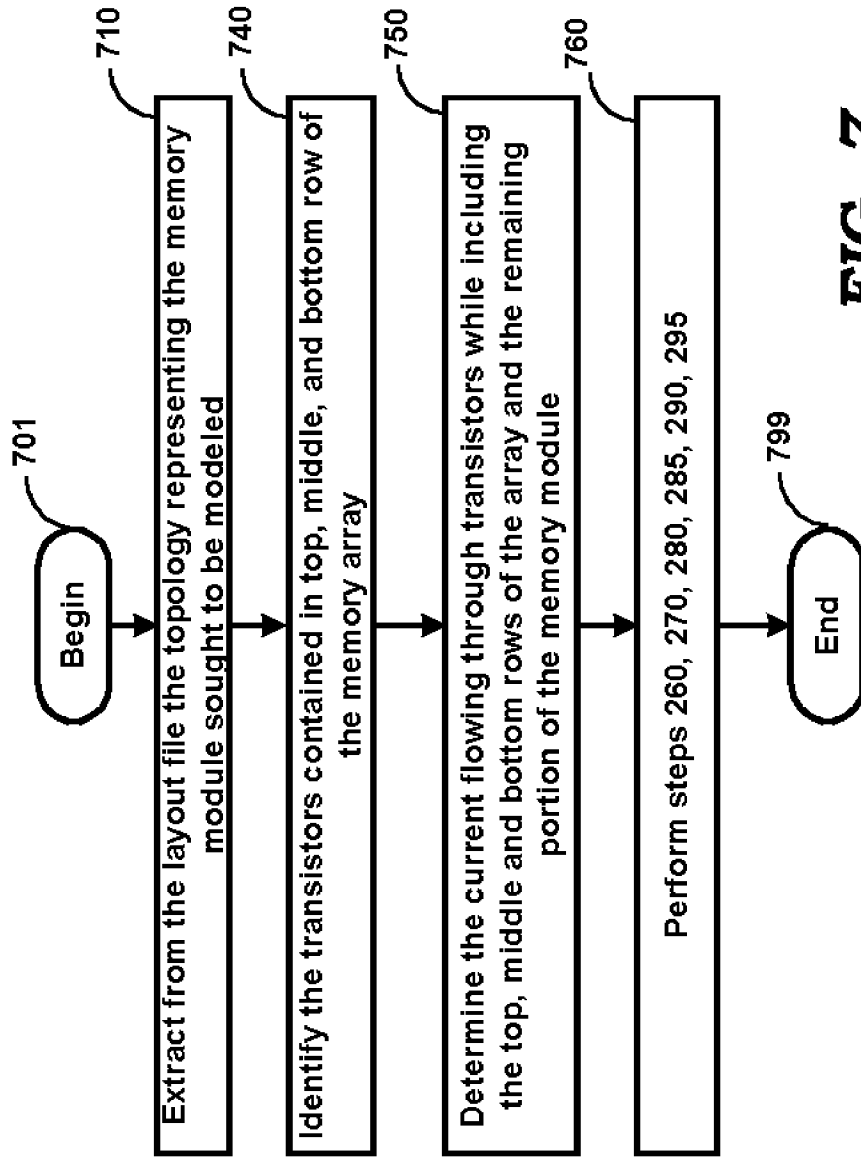 701
Begin
710
Extract from the layout file the topology representing the memory
module sought to be modeled
740
Identify the transistors contained in top, middle, and bottom row of
the memory array
750
Determine the current flowing through transistors while including
the top, middle and bottom rows of the array and the remaining
portion of the memory module
760
Perform steps 260, 270, 280, 285, 290, 295
799
End
FIG. 7